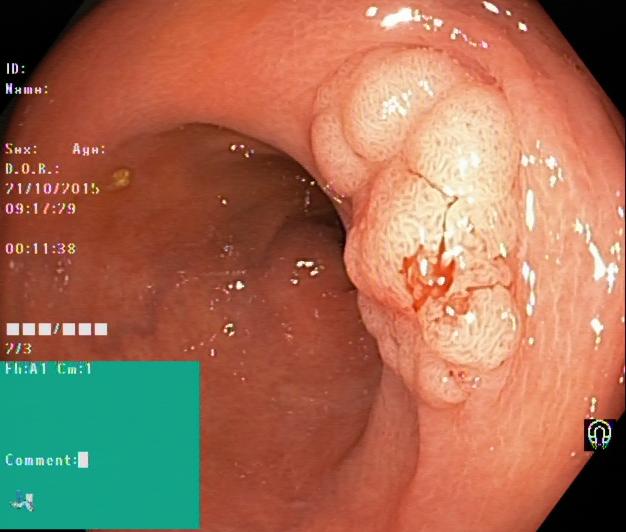 ID:
Name:
Sex: Age:
D.O.B.:
21/10/2015
09:17:29
00:11:38
■■■/■■■
2/3
Eh:A1 Cm:1
Comment: